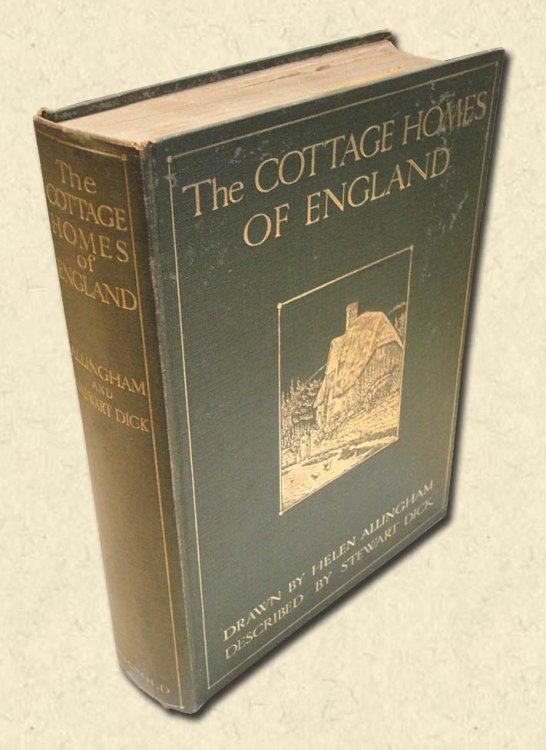 The COTTAGE HOMES
OF ENGLAND
DRAWN BY HELEN ALLINGHAM
DESCRIBED BY STEWART DICK
The
COTTAGE
HOMES
of
ENGLAND
ALLINGHAM
AND
STEWART DICK